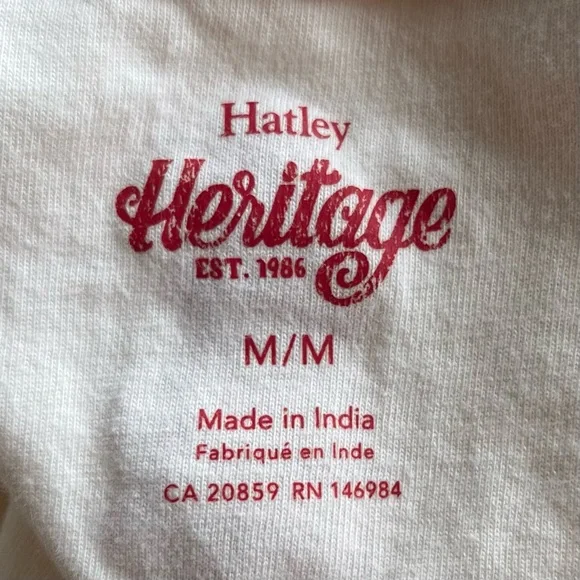 Hatley
Heritage
EST. 1986
M/M
Made in India
Fabriqué en Inde
CA 20859 RN 146984